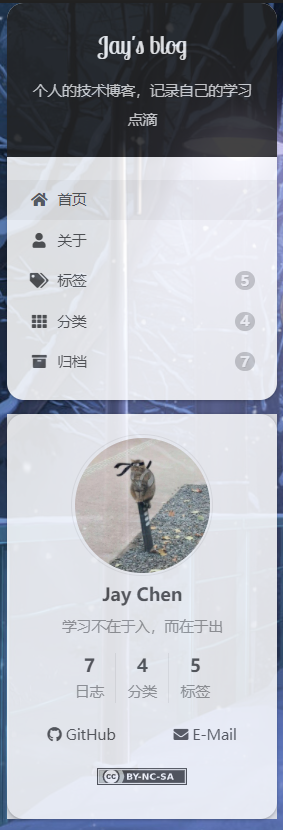 Jay's blog
个人的技术博客，记录自己的学习
点滴
首页
关于
标签 5
分类 4
归档 7
Jay Chen
学习不在于入，而在于出
7 4 5
日志 分类 标签
GitHub E-Mail
cc BY-NC-SA